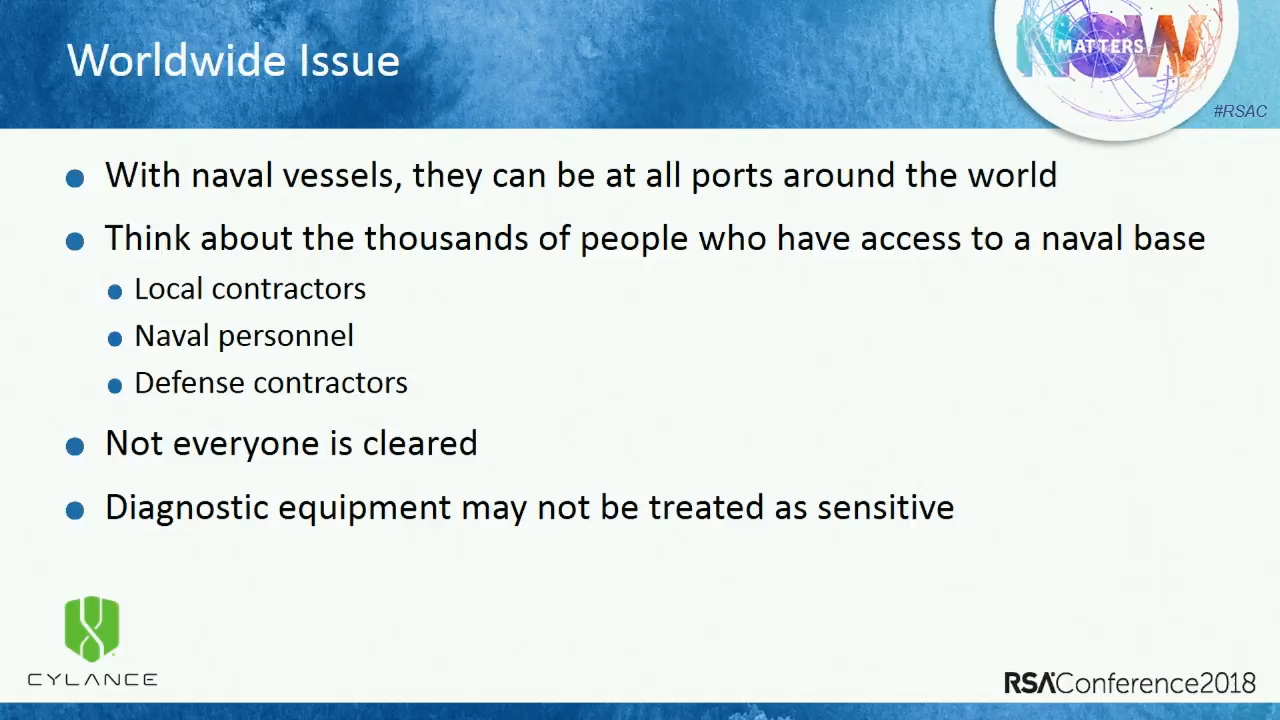 Worldwide Issue
NOW
MATTERS
#RSAC
With naval vessels, they can be at all ports around the world
Think about the thousands of people who have access to a naval base
Local contractors
Naval personnel
Defense contractors
Not everyone is cleared
Diagnostic equipment may not be treated as sensitive
CYLANCE
RSAConference2018